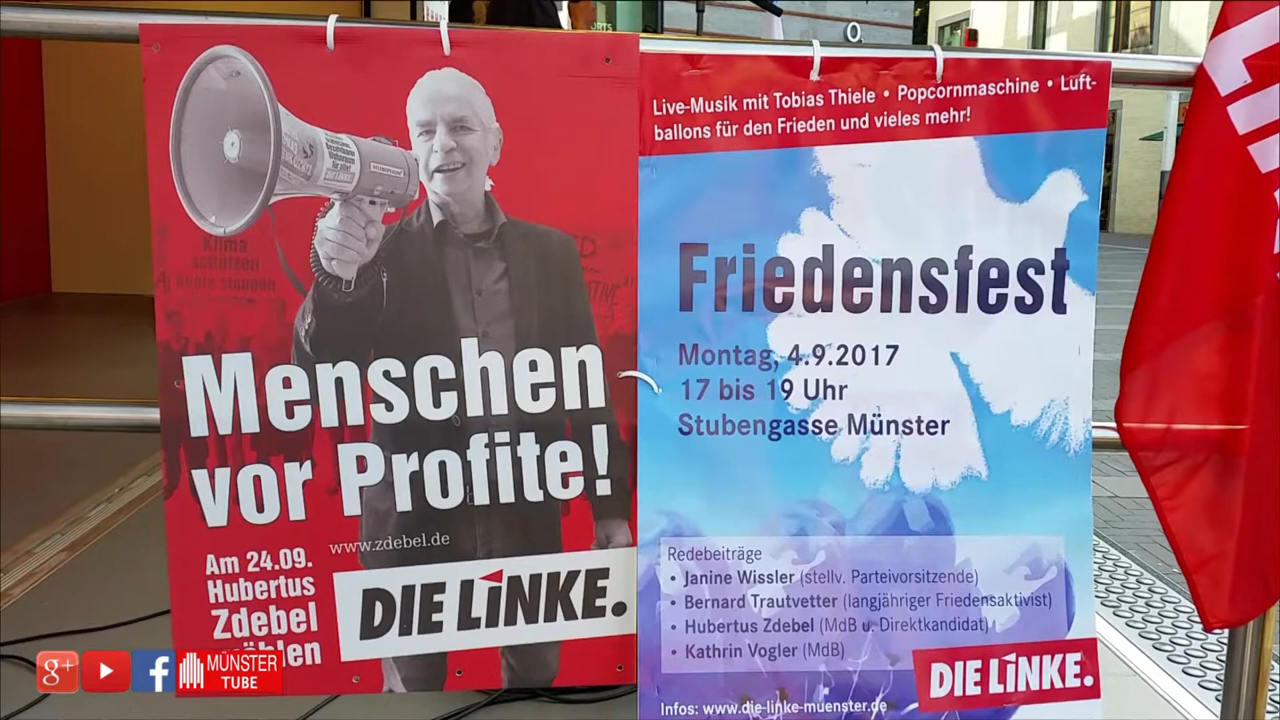 Menschen
vor Profite!
www.zdebel.de
Am 24.09.
Hubertus
Zdebel
DIE LINKE.
Klima
schützen
Live-Musik mit Tobias Thiele • Popcornmaschine • Luft-
ballons für den Frieden und vieles mehr!
Friedensfest
Montag, 4.9.2017
17 bis 19 Uhr
Stubengasse Münster
Redebeiträge
• Janine Wissler (stellv. Parteivorsitzende)
• Bernard Trautvetter (langjähriger Friedensaktivist)
• Hubertus Zdebel (MdB u. Direktkandidat)
• Kathrin Vogler (MdB)
DIE LINKE.
Infos: www.die-linke-muenster.de
O2
g+
f
MÜNSTER
TUBE